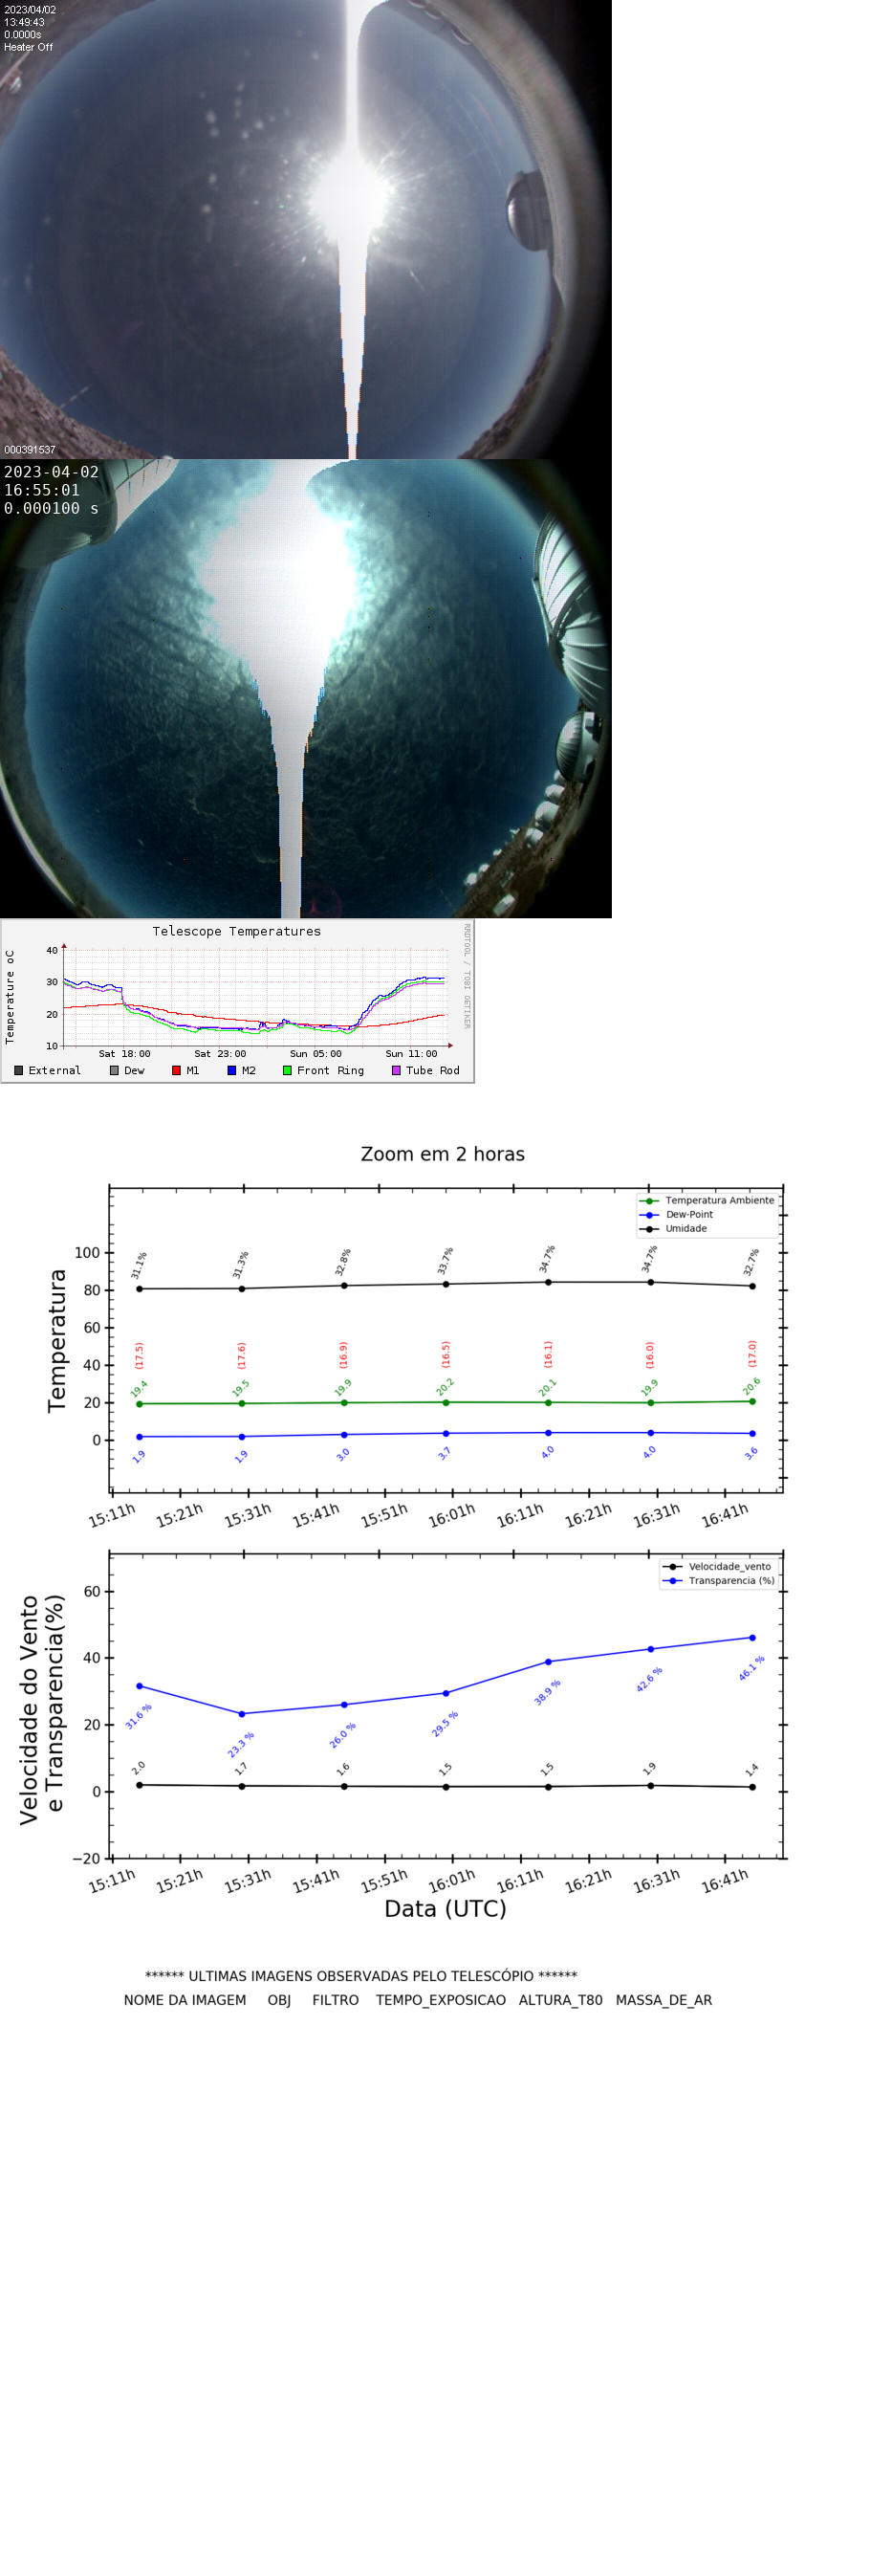 2023/04/02
13:49:43
0.0000s
Heater Off
000391537
2023-04-02
16:55:01
0.000100 s
Telescope Temperatures
RRDTOOL / TOBI OETIKER
Temperature oC
40
30
20
10
Sat 18:00 Sat 23:00 Sun 05:00 Sun 11:00
External Dew M1 M2 Front Ring Tube Rod
Zoom em 2 horas
Temperatura Ambiente
Dew-Point
Umidade
Temperatura
100
80
60
40
20
0
31.1% 31.3% 32.8% 33.7% 34.7% 34.7% 32.7%
(17.5) (17.6) (16.9) (16.5) (16.1) (16.0) (17.0)
19.4 19.5 19.9 20.2 20.1 19.9 20.6
1.9 1.9 3.0 3.7 4.0 4.0 3.6
15:11h 15:21h 15:31h 15:41h 15:51h 16:01h 16:11h 16:21h 16:31h 16:41h
Velocidade_vento
Transparencia (%)
Velocidade do Vento
e Transparencia(%)
60
40
20
0
−20
31.6 % 23.3 % 26.0 % 29.5 % 38.9 % 42.6 % 46.1 %
2.0 1.7 1.6 1.5 1.5 1.9 1.4
15:11h 15:21h 15:31h 15:41h 15:51h 16:01h 16:11h 16:21h 16:31h 16:41h
Data (UTC)
****** ULTIMAS IMAGENS OBSERVADAS PELO TELESCÓPIO ******
NOME DA IMAGEM OBJ FILTRO TEMPO_EXPOSICAO ALTURA_T80 MASSA_DE_AR